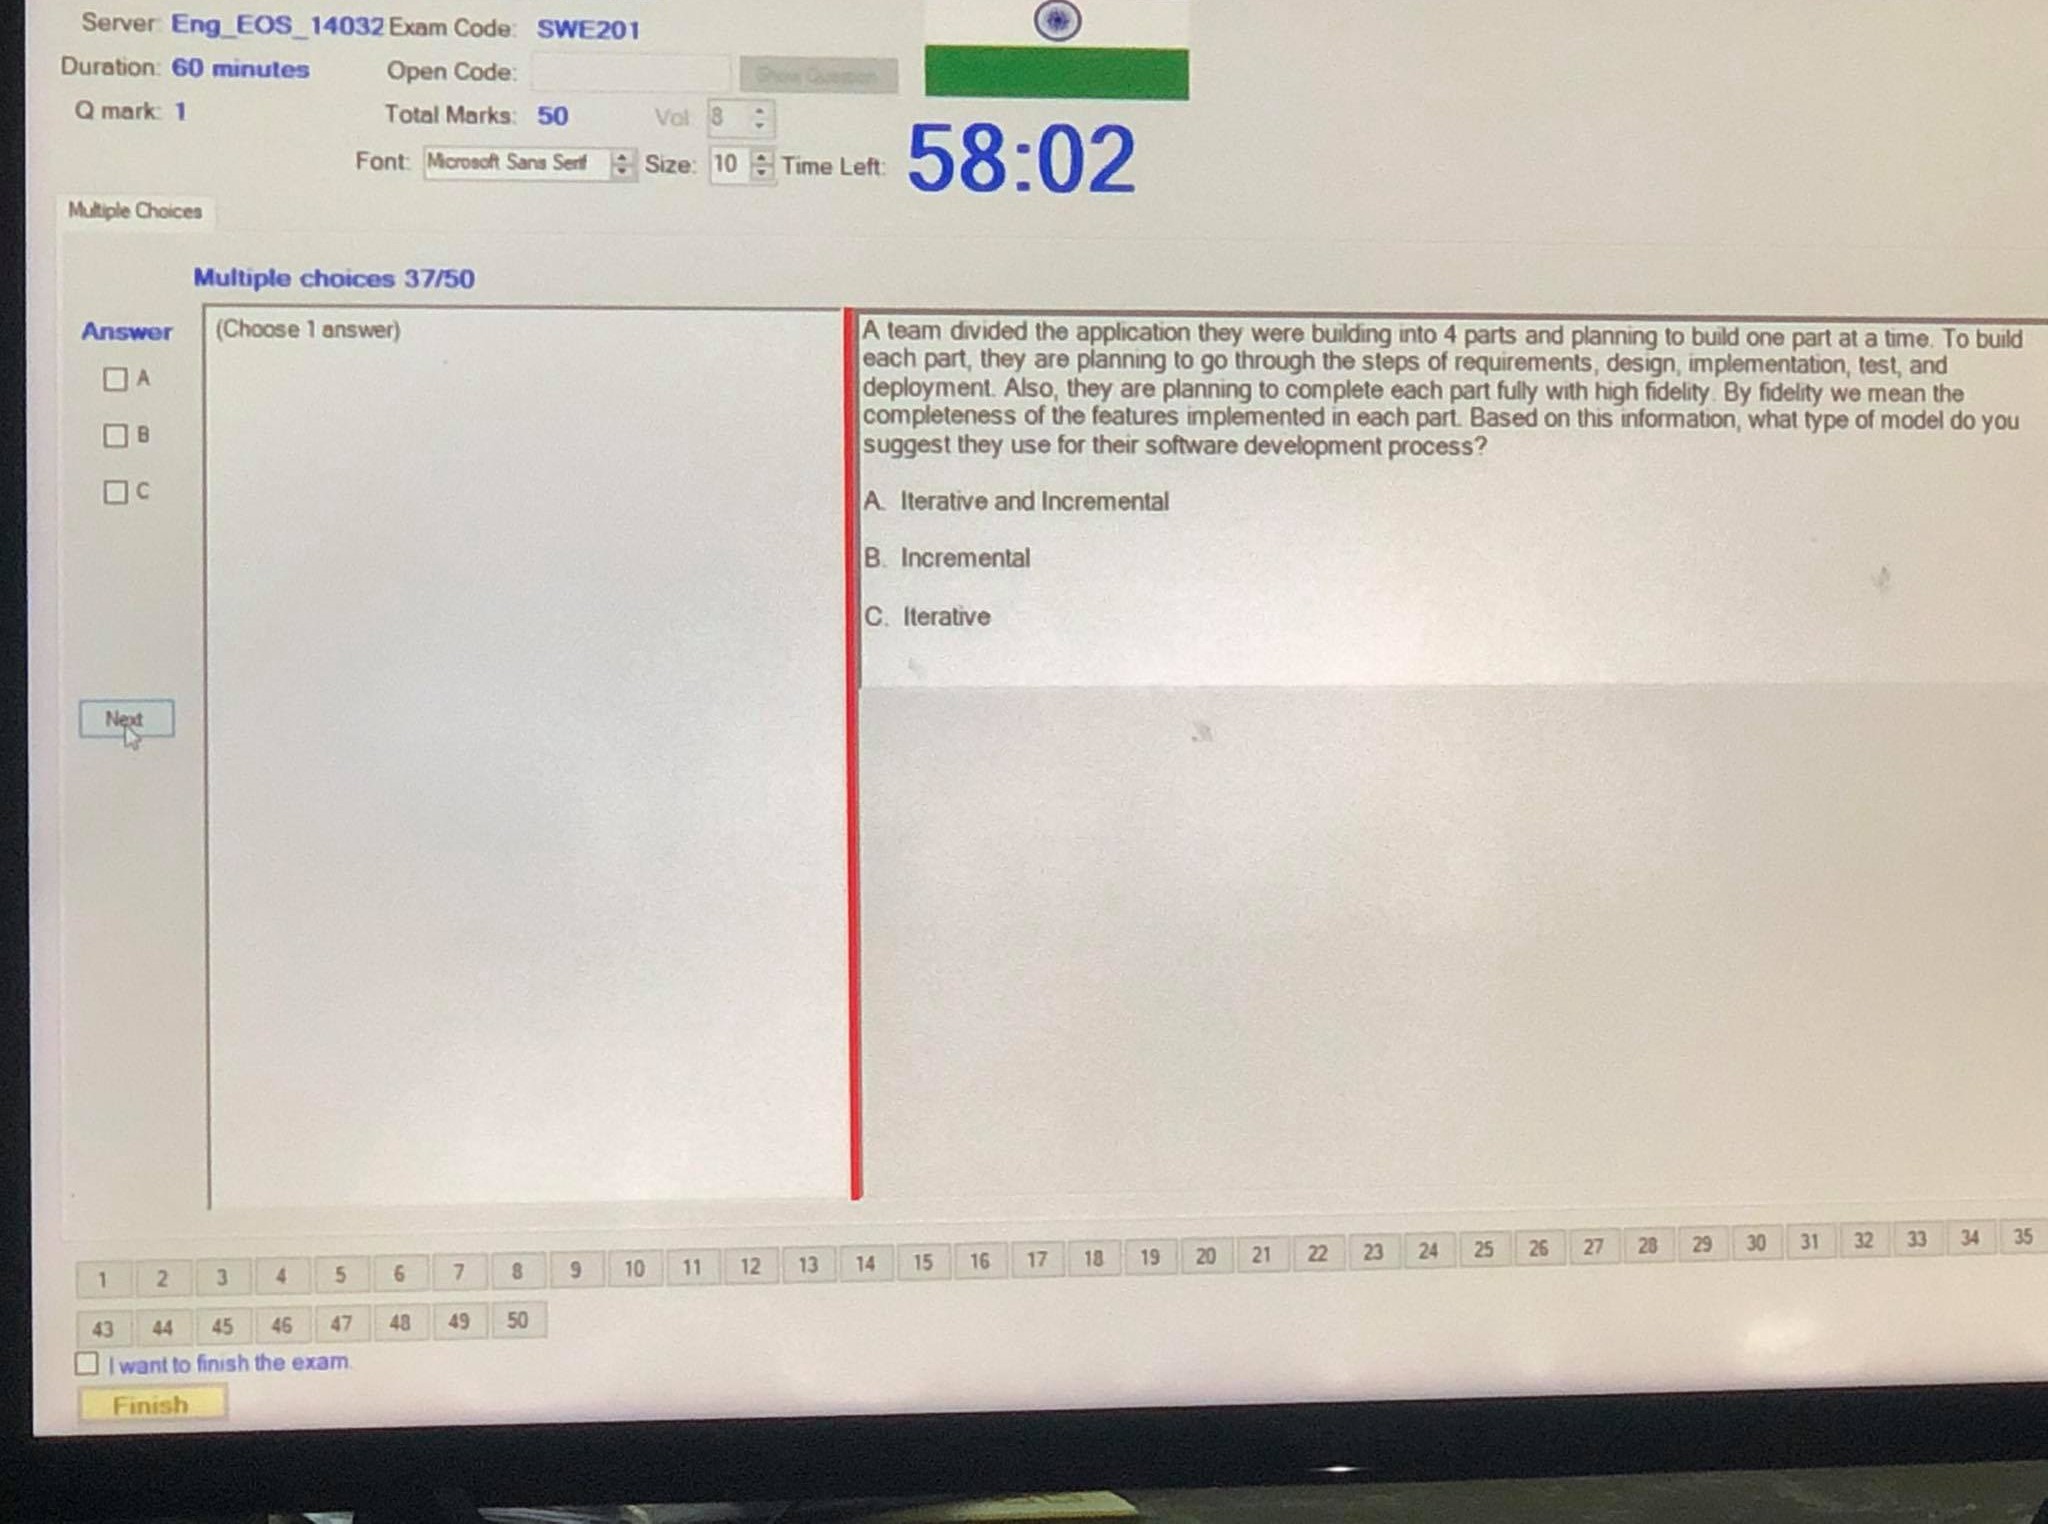 Server: Eng_EOS_14032 Exam Code: SWE201
Duration: 60 minutes Open Code: Show Question
Q mark: 1 Total Marks: 50 Vol: 8
Font: Microsoft Sans Serif Size: 10 Time Left: 58:02
Multiple Choices
Multiple choices 37/50
Answer
(Choose 1 answer)
A
B
C
Next
A team divided the application they were building into 4 parts and planning to build one part at a time. To build
each part, they are planning to go through the steps of requirements, design, implementation, test, and
deployment. Also, they are planning to complete each part fully with high fidelity. By fidelity we mean the
completeness of the features implemented in each part. Based on this information, what type of model do you
suggest they use for their software development process?
A. Iterative and Incremental
B. Incremental
C. Iterative
1 2 3 4 5 6 7 8 9 10 11 12 13 14 15 16 17 18 19 20 21 22 23 24 25 26 27 28 29 30 31 32 33 34 35
43 44 45 46 47 48 49 50
I want to finish the exam.
Finish